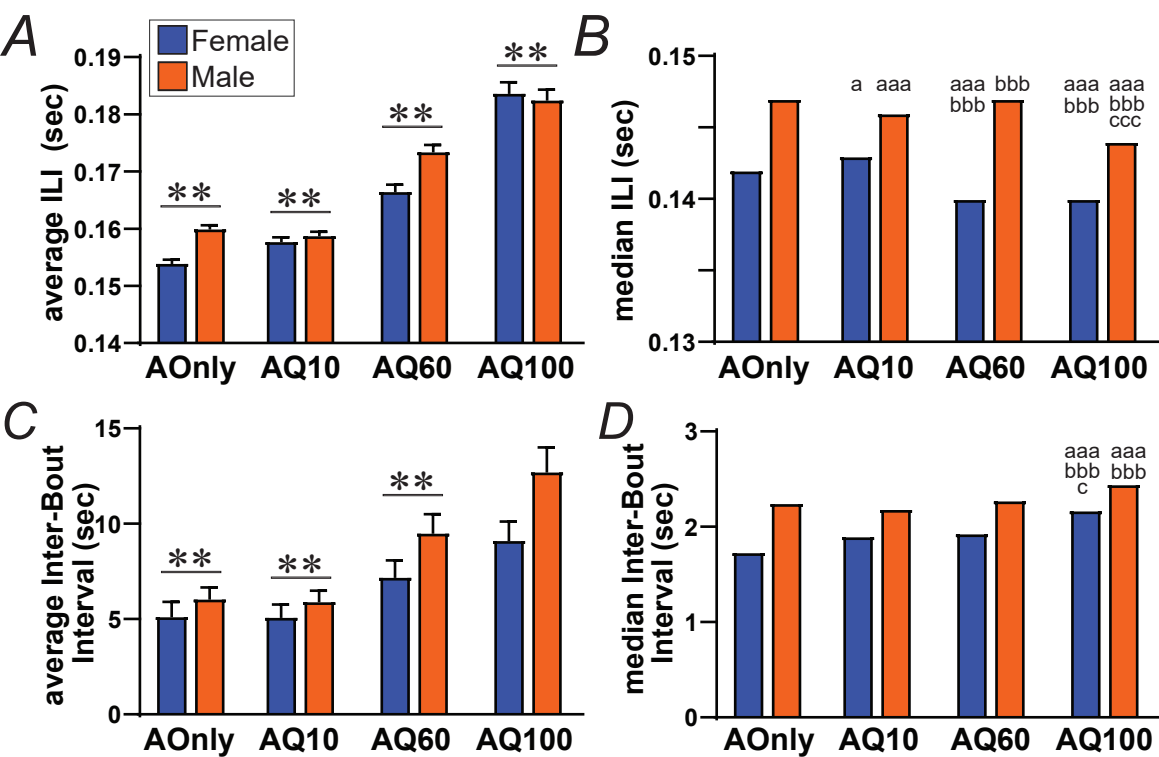 A
Female
Male
average ILI (sec)
0.19
0.18
0.17
0.16
0.15
0.14
**
**
**
**
AOnly AQ10 AQ60 AQ100
B
median ILI (sec)
0.15
0.14
0.13
a aaa
aaa bbb
bbb
aaa aaa
bbb bbb
ccc
AOnly AQ10 AQ60 AQ100
C
average Inter-Bout
Interval (sec)
15
10
5
0
**
**
**
AOnly AQ10 AQ60 AQ100
D
median Inter-Bout
Interval (sec)
3
2
1
0
aaa aaa
bbb bbb
c
AOnly AQ10 AQ60 AQ100